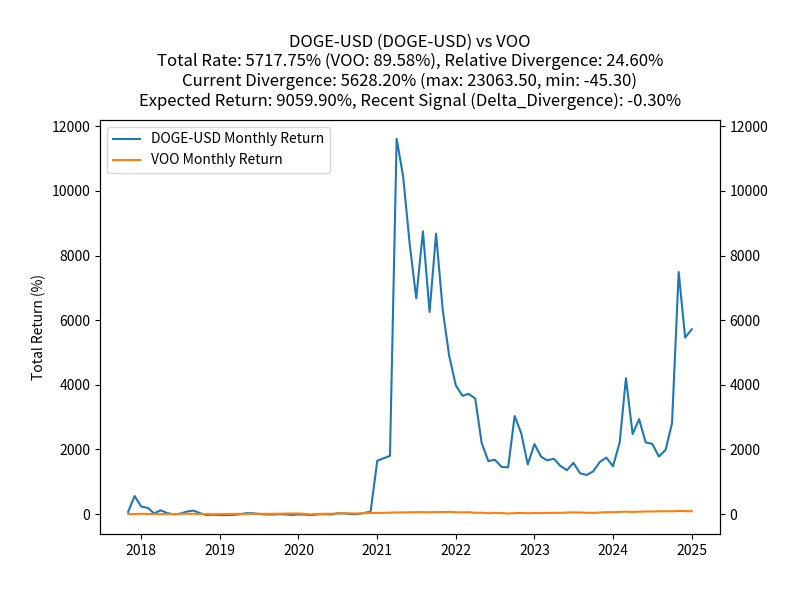 DOGE-USD (DOGE-USD) vs VOO
Total Rate: 5717.75% (VOO: 89.58%), Relative Divergence: 24.60%
Current Divergence: 5628.20% (max: 23063.50, min: -45.30)
Expected Return: 9059.90%, Recent Signal (Delta_Divergence): -0.30%
DOGE-USD Monthly Return
VOO Monthly Return
Total Return (%)
12000
10000
8000
6000
4000
2000
0
12000
10000
8000
6000
4000
2000
0
2018 2019 2020 2021 2022 2023 2024 2025